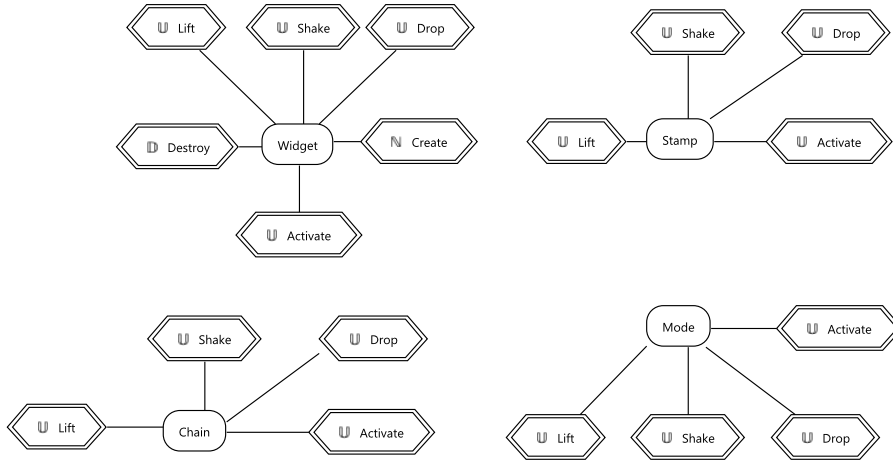 𝕌 Lift
𝕌 Shake
𝕌 Drop
𝔻 Destroy
Widget
ℕ Create
𝕌 Activate
𝕌 Shake
𝕌 Drop
𝕌 Lift
Stamp
𝕌 Activate
𝕌 Shake
𝕌 Drop
𝕌 Lift
Chain
𝕌 Activate
Mode
𝕌 Activate
𝕌 Lift
𝕌 Shake
𝕌 Drop